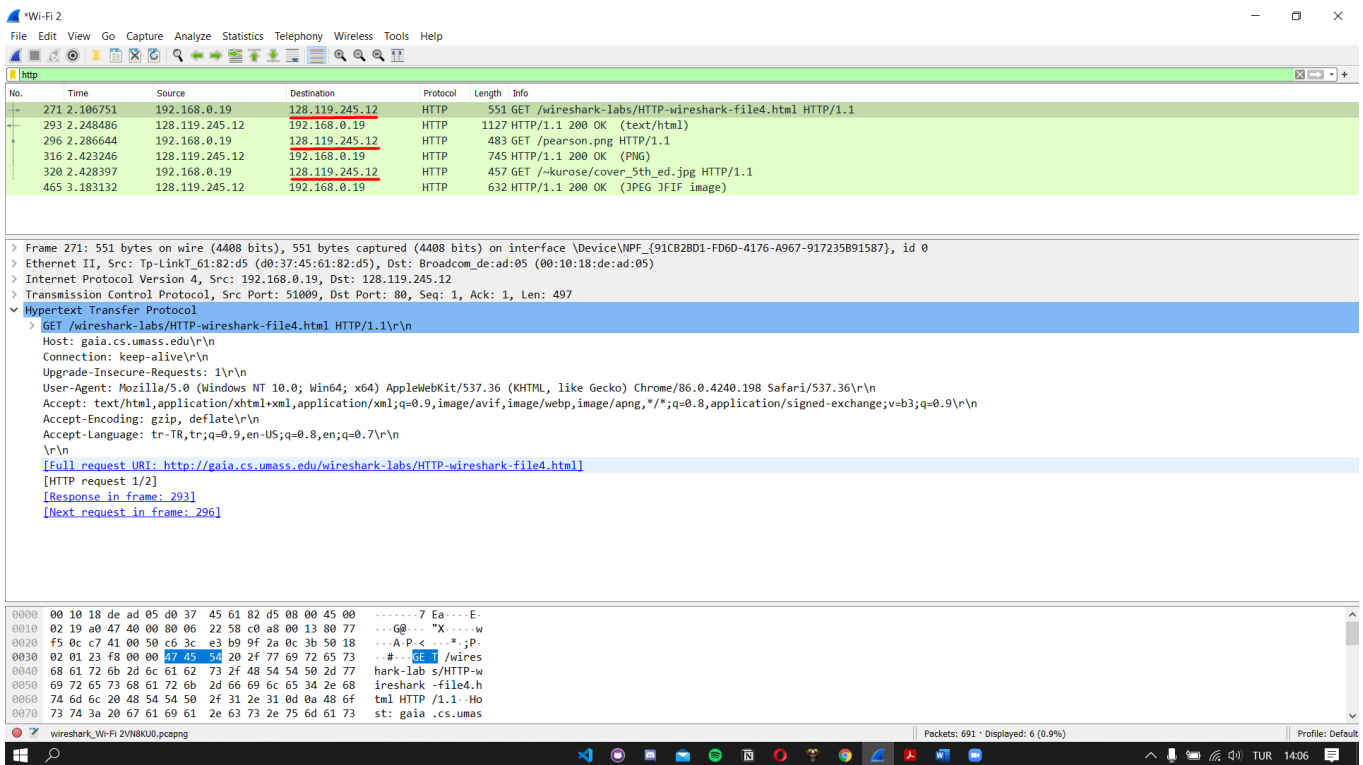 *Wi-Fi 2
File Edit View Go Capture Analyze Statistics Telephony Wireless Tools Help
http
No. Time Source Destination Protocol Length Info
271 2.106751 192.168.0.19 128.119.245.12 HTTP 551 GET /wireshark-labs/HTTP-wireshark-file4.html HTTP/1.1
293 2.248486 128.119.245.12 192.168.0.19 HTTP 1127 HTTP/1.1 200 OK (text/html)
296 2.286644 192.168.0.19 128.119.245.12 HTTP 483 GET /pearson.png HTTP/1.1
316 2.423246 128.119.245.12 192.168.0.19 HTTP 745 HTTP/1.1 200 OK (PNG)
320 2.428397 192.168.0.19 128.119.245.12 HTTP 457 GET /~kurose/cover_5th_ed.jpg HTTP/1.1
465 3.183132 128.119.245.12 192.168.0.19 HTTP 632 HTTP/1.1 200 OK (JPEG JFIF image)
Frame 271: 551 bytes on wire (4408 bits), 551 bytes captured (4408 bits) on interface \Device\NPF_{91CB2BD1-FD6D-4176-A967-917235B91587}, id 0
Ethernet II, Src: Tp-LinkT_61:82:d5 (d0:37:45:61:82:d5), Dst: Broadcom_de:ad:05 (00:10:18:de:ad:05)
Internet Protocol Version 4, Src: 192.168.0.19, Dst: 128.119.245.12
Transmission Control Protocol, Src Port: 51009, Dst Port: 80, Seq: 1, Ack: 1, Len: 497
Hypertext Transfer Protocol
GET /wireshark-labs/HTTP-wireshark-file4.html HTTP/1.1\r\n
Host: gaia.cs.umass.edu\r\n
Connection: keep-alive\r\n
Upgrade-Insecure-Requests: 1\r\n
User-Agent: Mozilla/5.0 (Windows NT 10.0; Win64; x64) AppleWebKit/537.36 (KHTML, like Gecko) Chrome/86.0.4240.198 Safari/537.36\r\n
Accept: text/html,application/xhtml+xml,application/xml;q=0.9,image/avif,image/webp,image/apng,*/*;q=0.8,application/signed-exchange;v=b3;q=0.9\r\n
Accept-Encoding: gzip, deflate\r\n
Accept-Language: tr-TR,tr;q=0.9,en-US;q=0.8,en;q=0.7\r\n
\r\n
[Full request URI: http://gaia.cs.umass.edu/wireshark-labs/HTTP-wireshark-file4.html]
[HTTP request 1/2]
[Response in frame: 293]
[Next request in frame: 296]
0000 00 10 18 de ad 05 d0 37 45 61 82 d5 08 00 45 00 ·······7 Ea····E·
0010 02 19 a0 47 40 00 80 06 22 58 c0 a8 00 13 80 77 ···G@··· "X·····w
0020 f5 0c c7 41 00 50 c6 3c e3 b9 9f 2a 0c 3b 50 18 ···A·P·< ···*·;P·
0030 02 01 23 f8 00 00 47 45 54 20 2f 77 69 72 65 73 ··#···GE T /wires
0040 68 61 72 6b 2d 6c 61 62 73 2f 48 54 54 50 2d 77 hark-lab s/HTTP-w
0050 69 72 65 73 68 61 72 6b 2d 66 69 6c 65 34 2e 68 ireshark -file4.h
0060 74 6d 6c 20 48 54 54 50 2f 31 2e 31 0d 0a 48 6f tml HTTP /1.1··Ho
0070 73 74 3a 20 67 61 69 61 2e 63 73 2e 75 6d 61 73 st: gaia .cs.umas
wireshark_Wi-Fi 2VN8KU0.pcapng Packets: 691 · Displayed: 6 (0.9%) Profile: Default
TUR 14:06